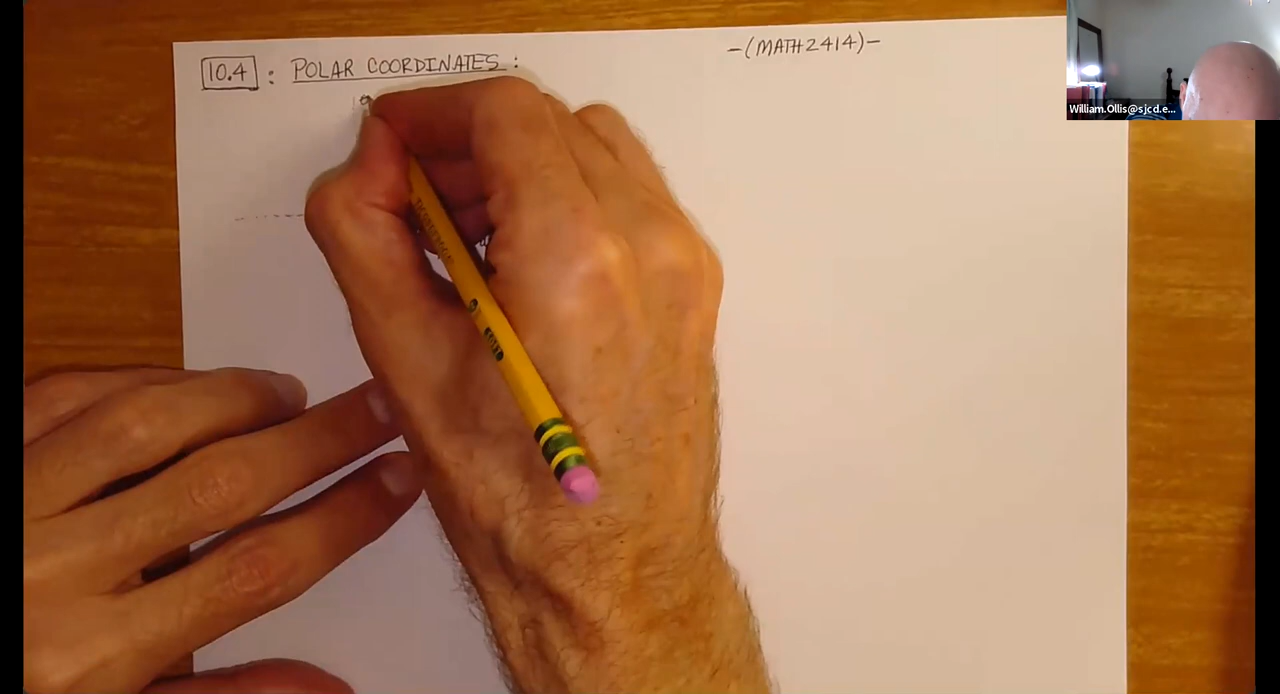 -(MATH2414)-
10.4 : POLAR COORDINATES :
William.Ollis@sjcd.e...